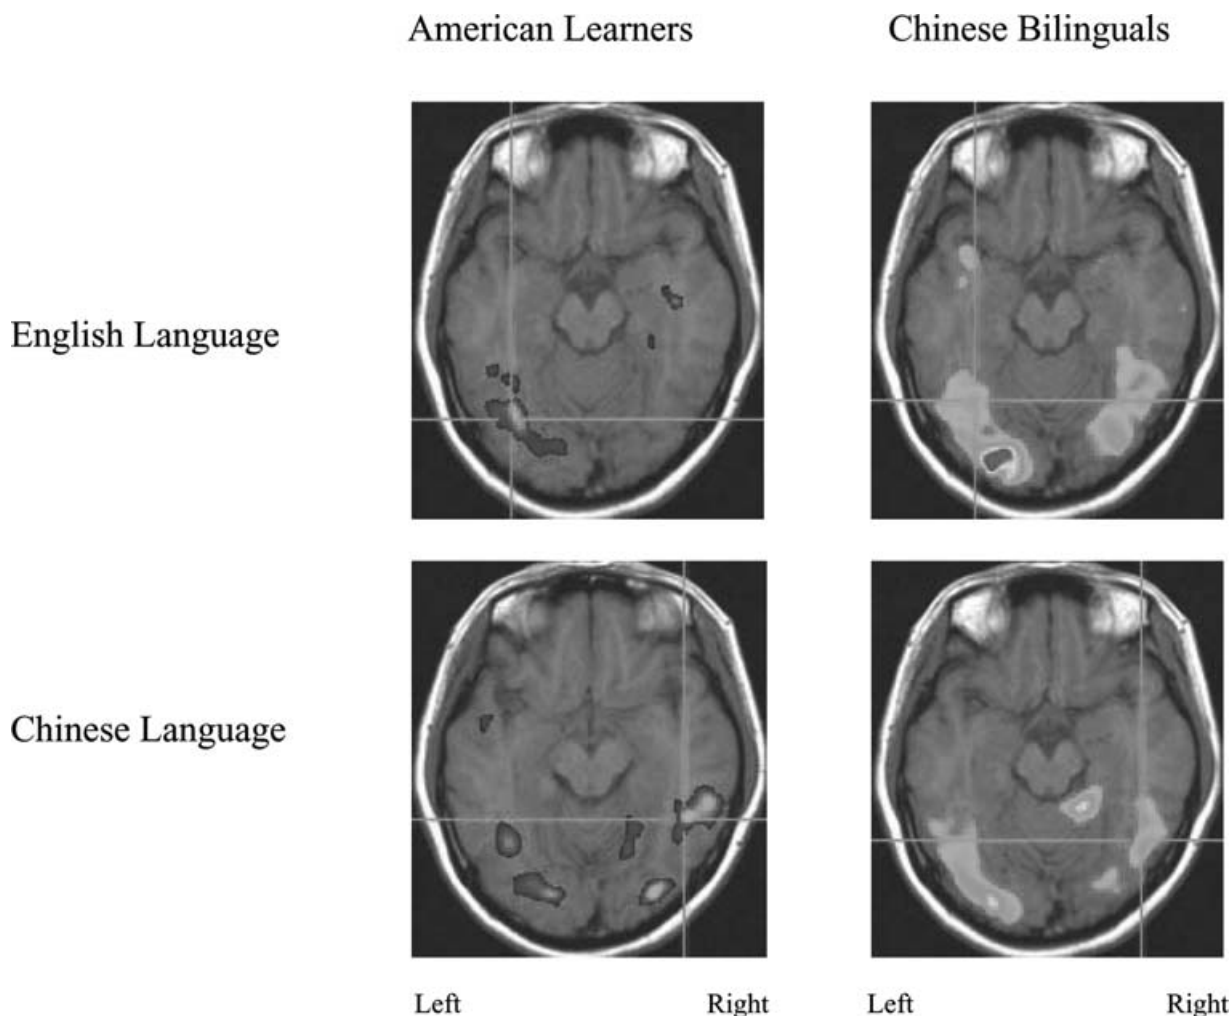 American Learners
Chinese Bilinguals
English Language
Chinese Language
Left
Right
Left
Right